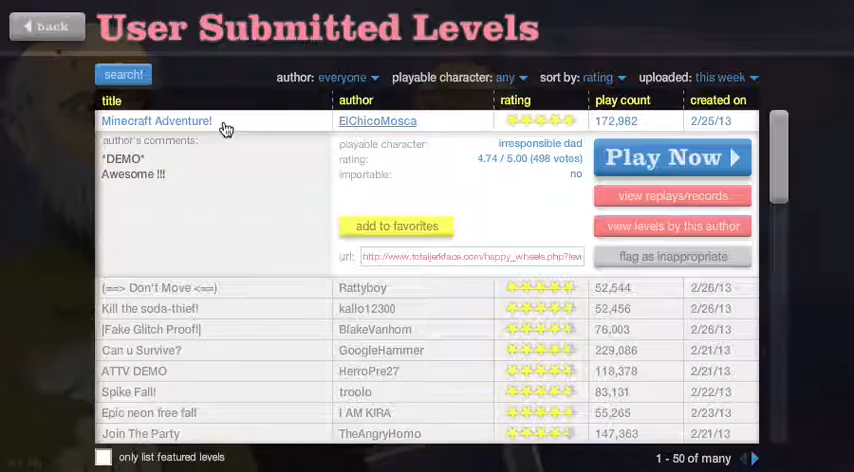 back
User Submitted Levels
search!
author: everyone playable character: any sort by: rating uploaded: this week
title author rating play count created on
Minecraft Adventure! ElChicoMosca 172,982 2/25/13
author's comments:
*DEMO*
Awesome !!!
playable character: irresponsible dad
rating: 4.74 / 5.00 (498 votes)
importable: no
Play Now
view replays/records
add to favorites
view levels by this author
url: http://www.totaljerkface.com/happy_wheels.php?leve
flag as inappropriate
(==> Don't Move <==) Rattyboy 52,544 2/26/13
Kill the soda-thief! kallo12300 52,456 2/26/13
|Fake Glitch Proof!| BlakeVanhom 76,003 2/26/13
Can u Survive? GoogleHammer 229,086 2/21/13
ATTV DEMO HerroPre27 118,378 2/21/13
Spike Fall! troolo 83,131 2/22/13
Epic neon free fall I AM KIRA 55,265 2/23/13
Join The Party TheAngryHomo 147,363 2/21/13
only list featured levels 1 - 50 of many